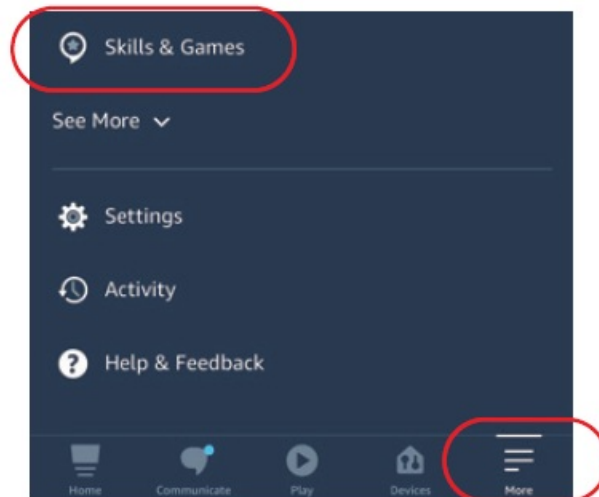 Skills & Games
See More
Settings
Activity
Help & Feedback
Home Communicate Play Devices More